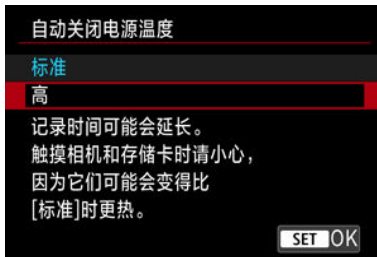 自动关闭电源温度
标准
高
记录时间可能会延长。
触摸相机和存储卡时请小心，
因为它们可能会变得比
[标准]时更热。
SET OK